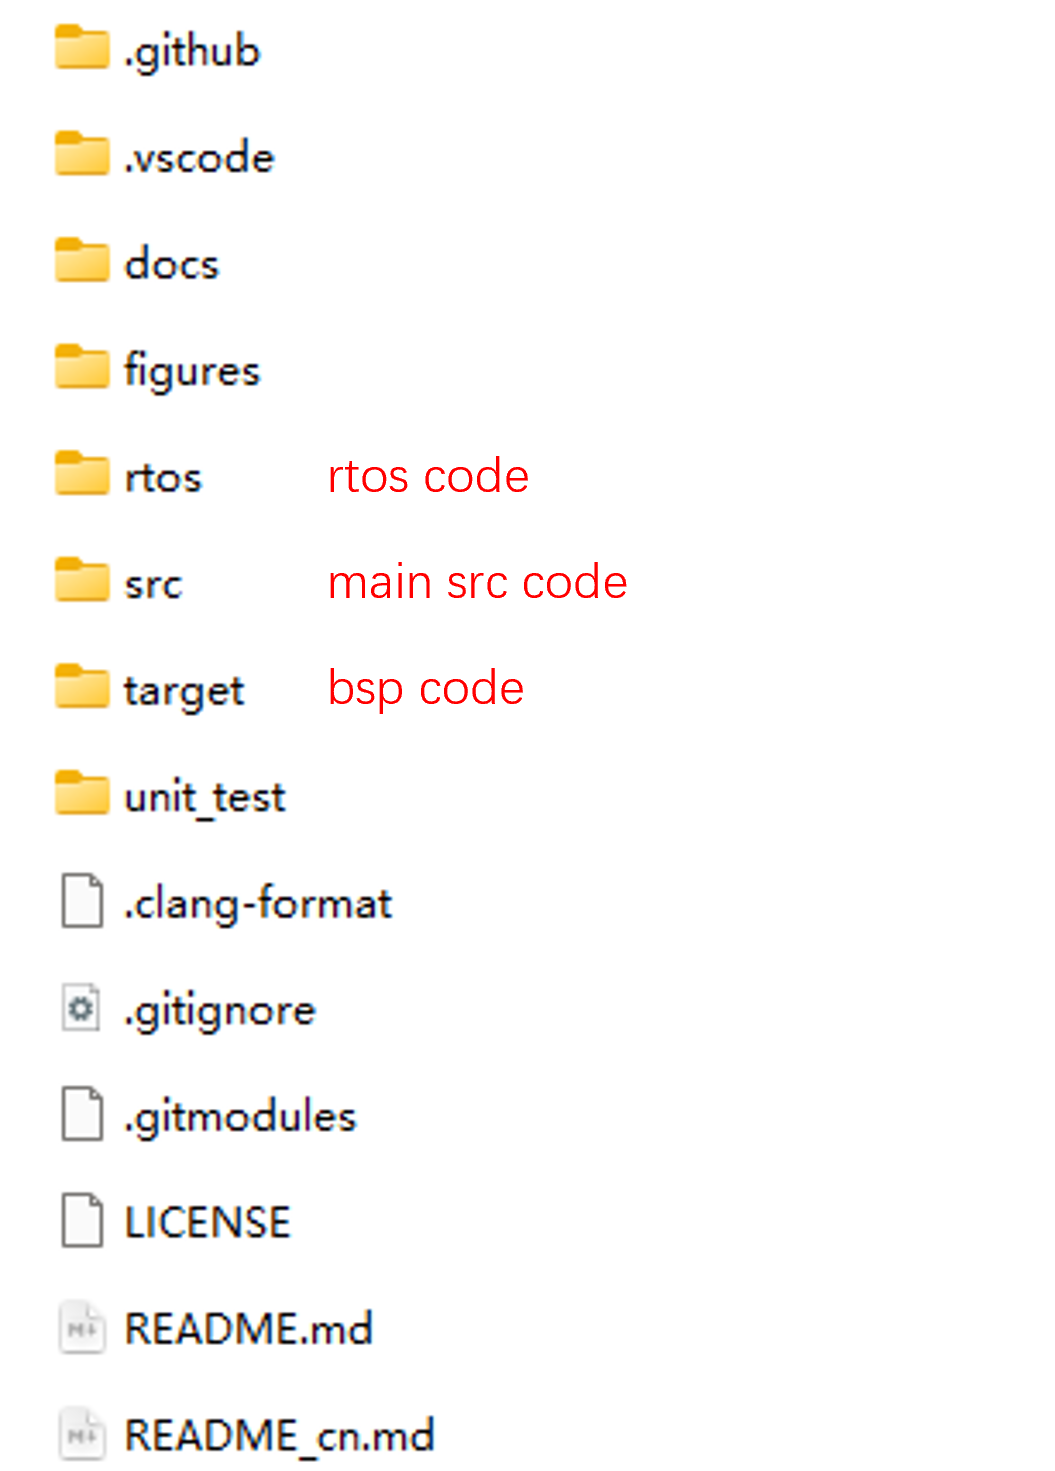 .github
.vscode
docs
figures
rtos rtos code
src main src code
target bsp code
unit_test
.clang-format
.gitignore
.gitmodules
LICENSE
M↓ README.md
M↓ README_cn.md